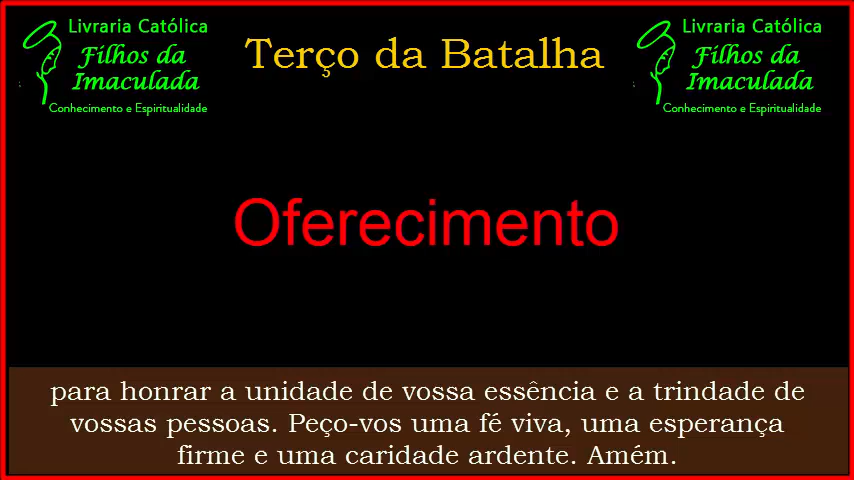 Livraria Católica
Filhos da
Imaculada
Conhecimento e Espiritualidade
Terço da Batalha
Livraria Católica
Filhos da
Imaculada
Conhecimento e Espiritualidade
Oferecimento
para honrar a unidade de vossa essência e a trindade de
vossas pessoas. Peço-vos uma fé viva, uma esperança
firme e uma caridade ardente. Amém.